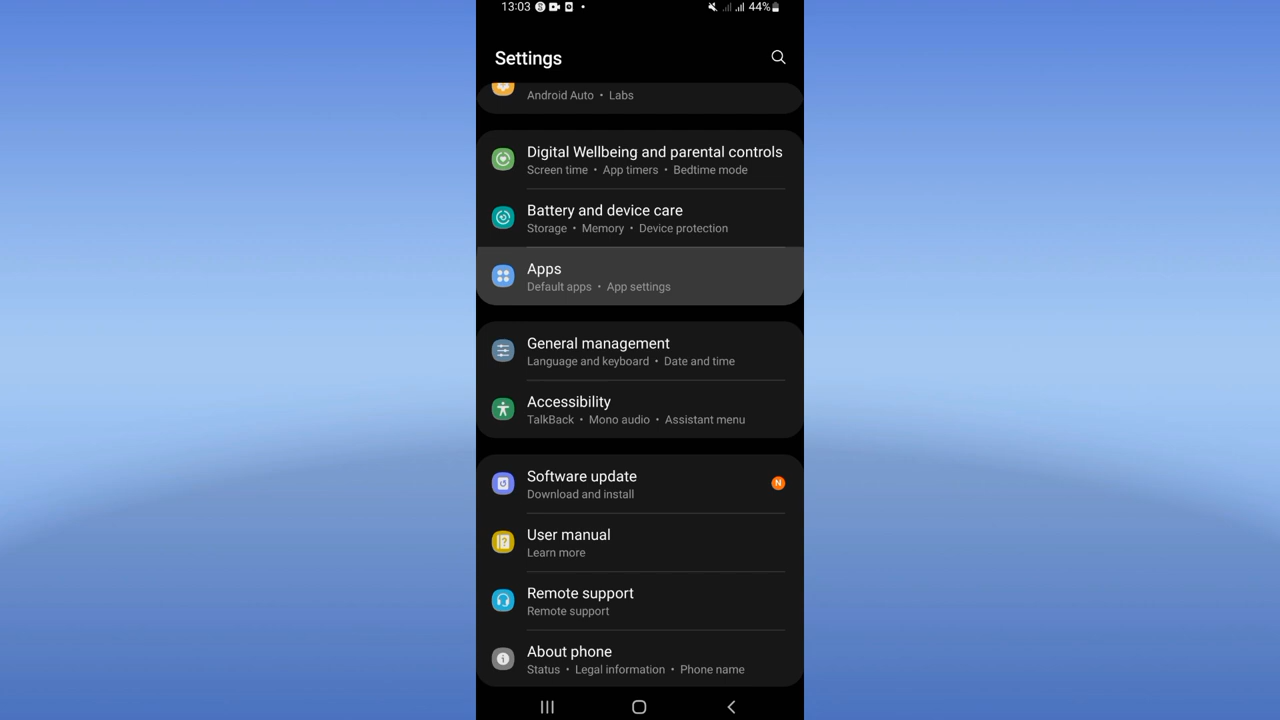 13:03 44%
Settings
Android Auto • Labs
Digital Wellbeing and parental controls
Screen time • App timers • Bedtime mode
Battery and device care
Storage • Memory • Device protection
Apps
Default apps • App settings
General management
Language and keyboard • Date and time
Accessibility
TalkBack • Mono audio • Assistant menu
Software update
N
Download and install
User manual
Learn more
Remote support
Remote support
About phone
Status • Legal information • Phone name